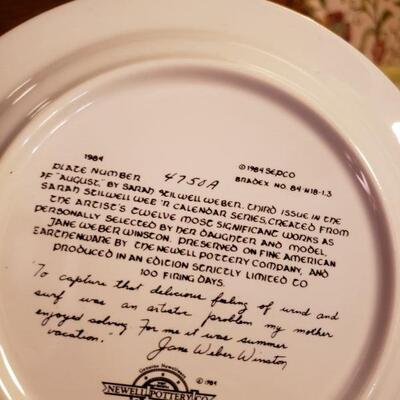 1984 © 1984 SEPCO
PLATE NUMBER 4750A BRADEX NO. 84-N18-1.3
OF "AUGUST," BY SARAH STILWELL WEBER. THIRD ISSUE IN THE
SARAH STILWELL WEBER CALENDAR SERIES, CREATED FROM
THE ARTIST'S TWELVE MOST SIGNIFICANT WORKS AS
PERSONALLY SELECTED BY HER DAUGHTER AND MODEL,
JANE WEBER WINSTON. PRESERVED ON FINE AMERICAN
EARTHENWARE BY THE NEWELL POTTERY COMPANY, AND
PRODUCED IN AN EDITION STRICTLY LIMITED TO
100 FIRING DAYS.
"To capture that delicious feeling of wind and
surf was an artistic problem my mother
enjoyed solving. For me it was summer
vacation."
Jane Weber Winston
Genuine Newellware
NEWELL POTTERY CO
© 1984